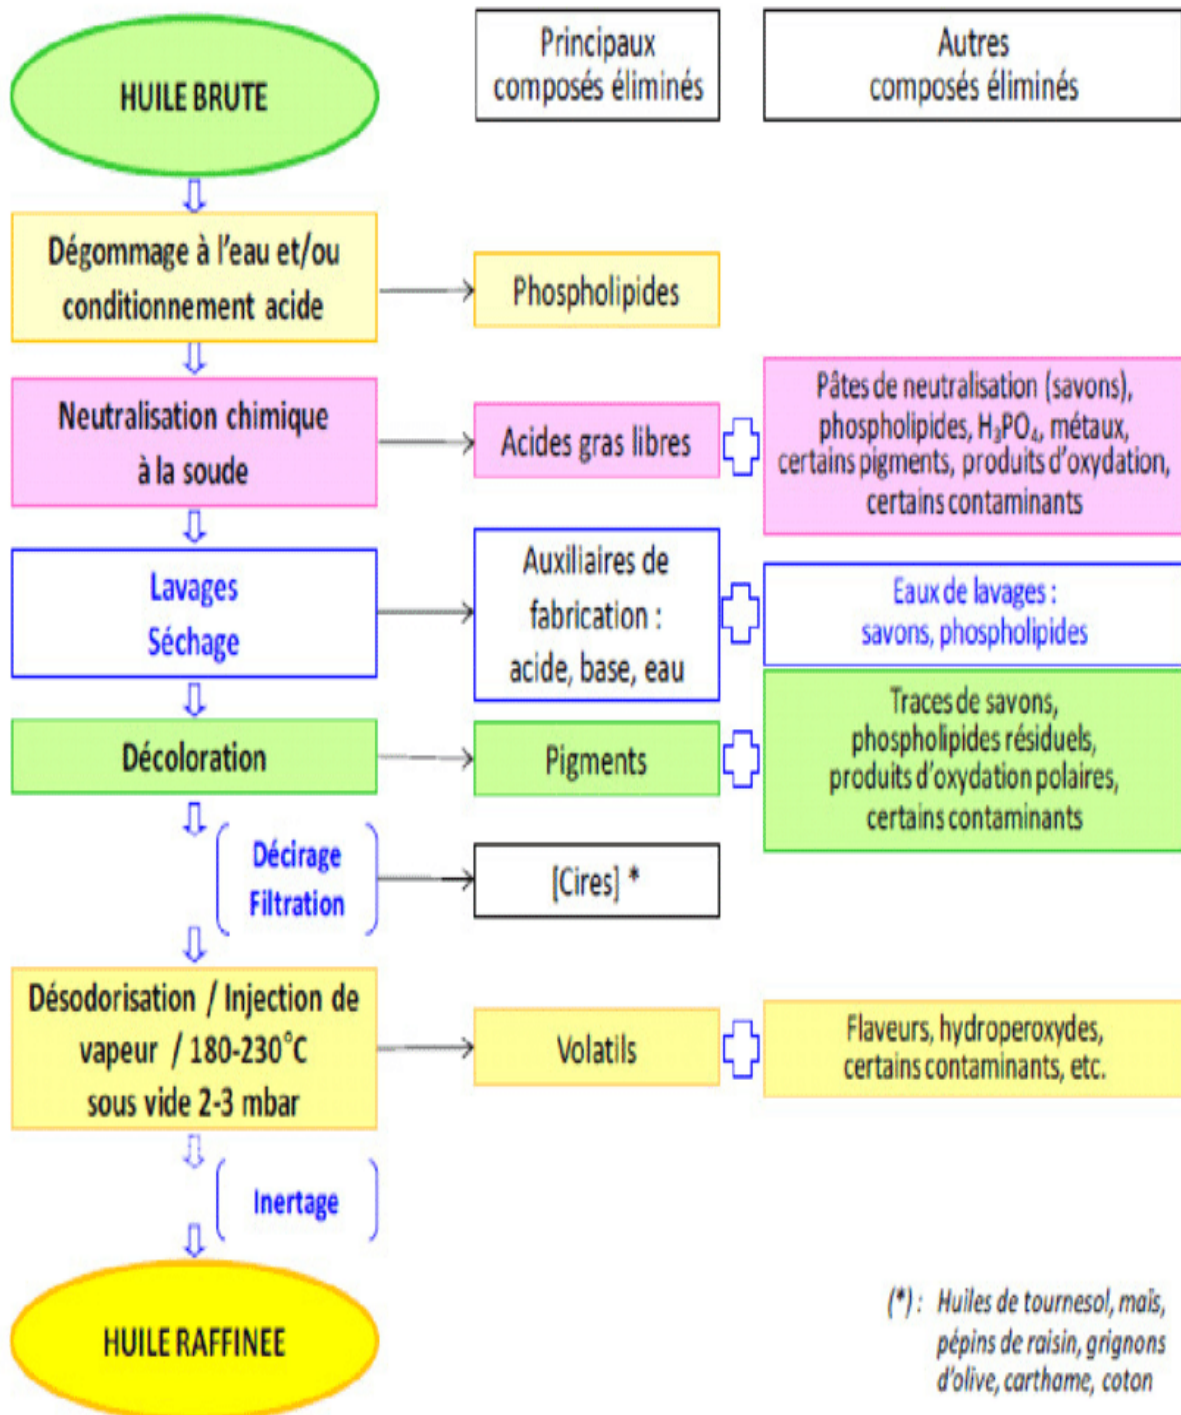 HUILE BRUTE
Principaux
composés éliminés
Autres
composés éliminés
Dégommage à l'eau et/ou
conditionnement acide
Phospholipides
Neutralisation chimique
à la soude
Acides gras libres
Pâtes de neutralisation (savons),
phospholipides, H₃PO₄, métaux,
certains pigments, produits d'oxydation,
certains contaminants
Lavages
Séchage
Auxiliaires de
fabrication :
acide, base, eau
Eaux de lavages :
savons, phospholipides
Décoloration
Pigments
Traces de savons,
phospholipides résiduels,
produits d'oxydation polaires,
certains contaminants
Décirage
Filtration
[Cires] *
Désodorisation / Injection de
vapeur / 180-230°C
sous vide 2-3 mbar
Volatils
Flaveurs, hydroperoxydes,
certains contaminants, etc.
Inertage
HUILE RAFFINEE
(*) : Huiles de tournesol, maïs,
pépins de raisin, grignons
d'olive, carthame, coton